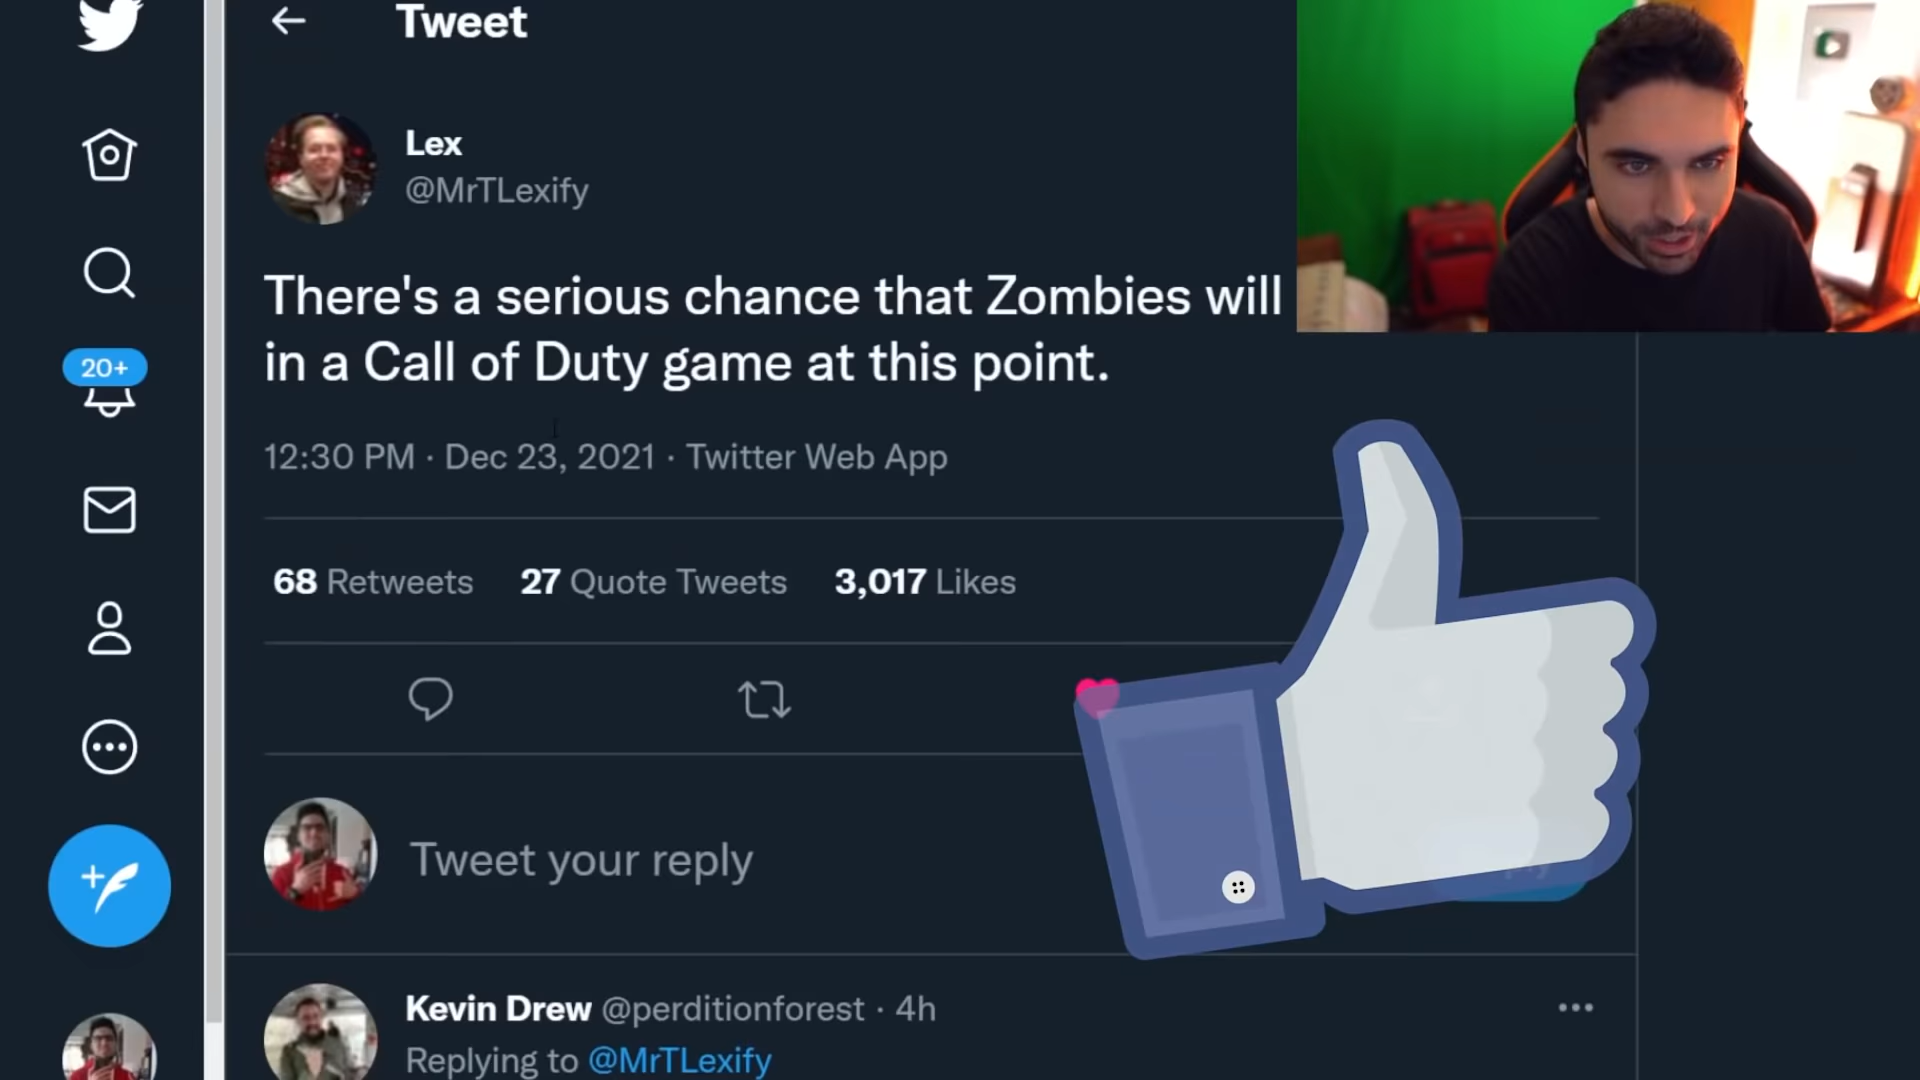 Tweet
Lex
@MrTLexify
There's a serious chance that Zombies will
in a Call of Duty game at this point.
12:30 PM · Dec 23, 2021 · Twitter Web App
68 Retweets 27 Quote Tweets 3,017 Likes
20+
Tweet your reply
Kevin Drew @perditionforest · 4h
Replying to @MrTLexify